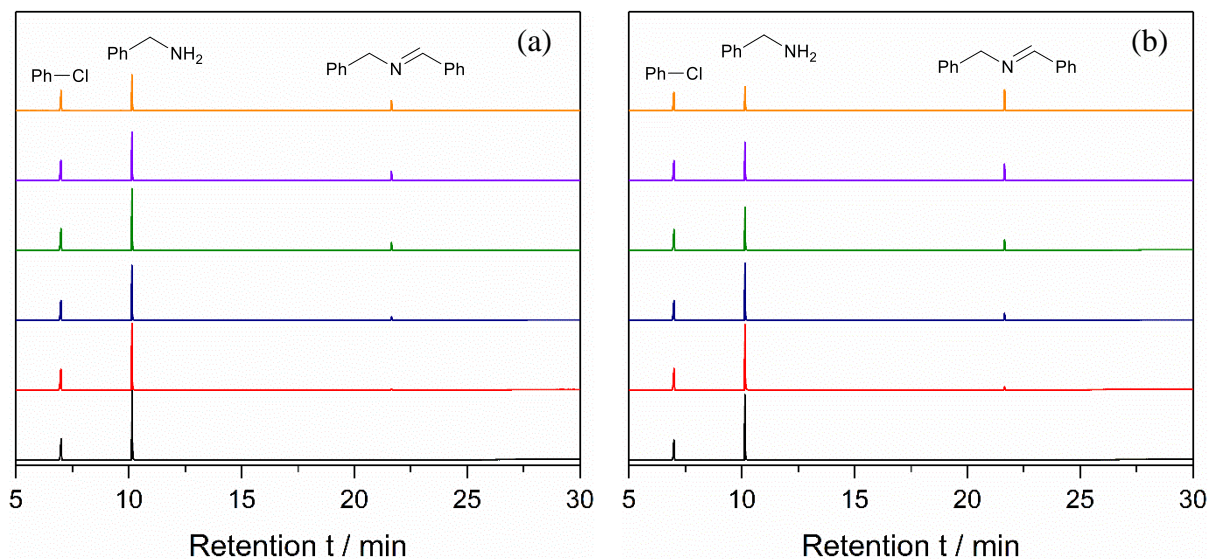 (a)
Ph NH2
Ph Cl
Ph N Ph
5 10 15 20 25 30
Retention t / min
(b)
Ph NH2
Ph Cl
Ph N Ph
5 10 15 20 25 30
Retention t / min